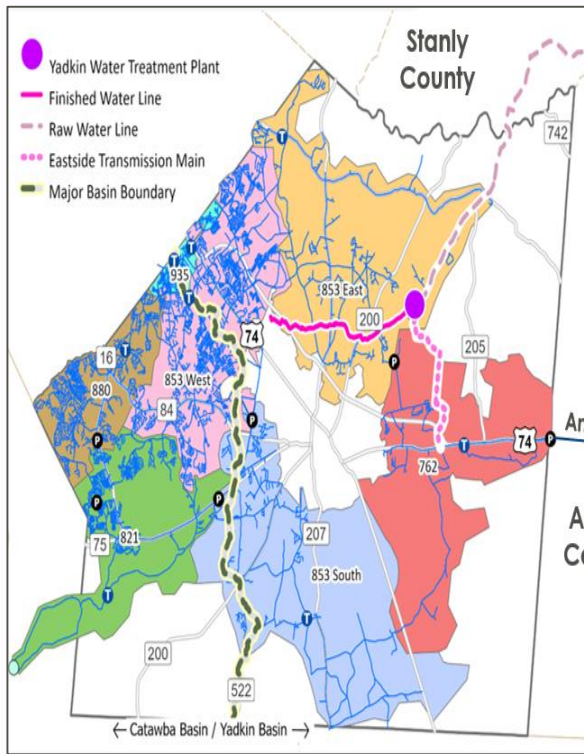 Yadkin Water Treatment Plant
Finished Water Line
Raw Water Line
Eastside Transmission Main
Major Basin Boundary
Stanly
County
742
T
T
935
T
853 East
200
74
205
16
T
853 West
P
880
84
P
P
762
T
74
P
An
P
P
A
Co
75
821
207
853 South
T
T
200
522
← Catawba Basin / Yadkin Basin →